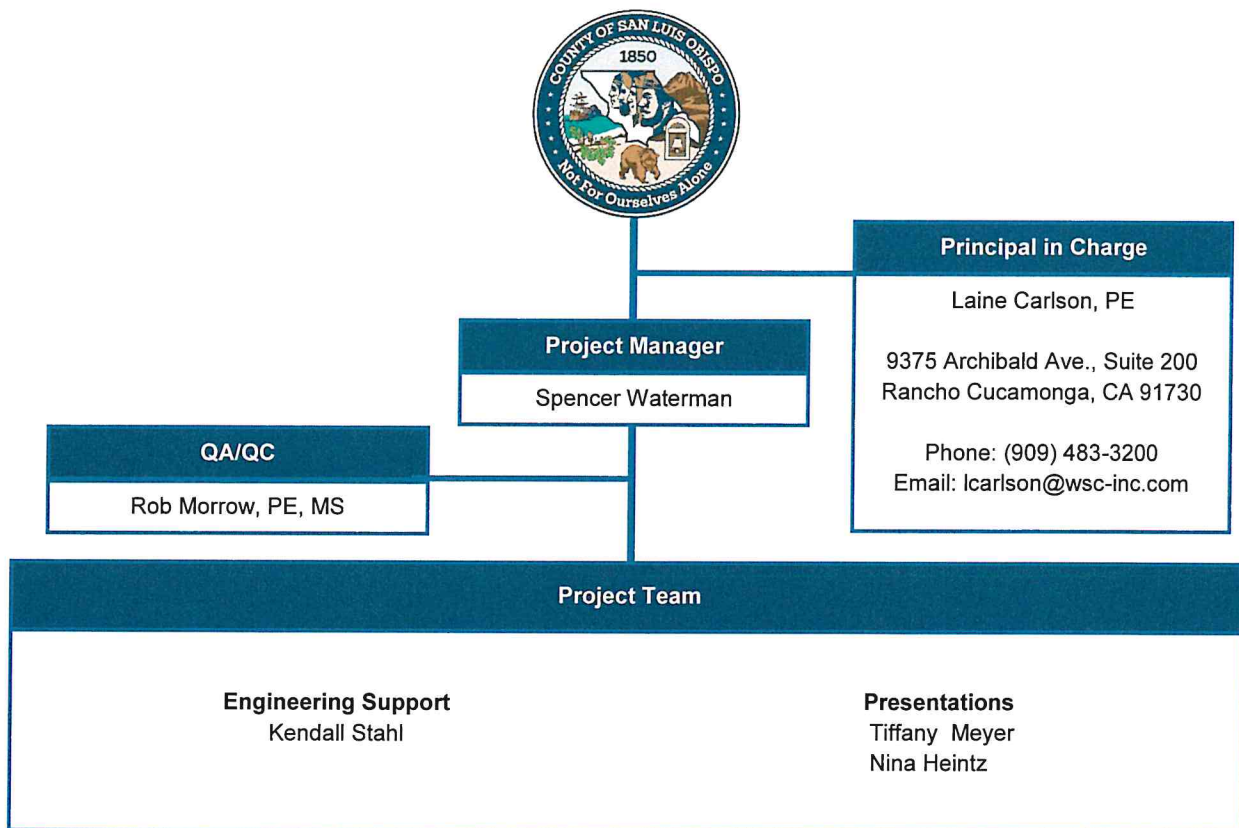 COUNTY OF SAN LUIS OBISPO
1850
Not For Ourselves Alone
Principal in Charge
Laine Carlson, PE
9375 Archibald Ave., Suite 200
Rancho Cucamonga, CA 91730
Phone: (909) 483-3200
Email: lcarlson@wsc-inc.com
Project Manager
Spencer Waterman
QA/QC
Rob Morrow, PE, MS
Project Team
Engineering Support
Kendall Stahl
Presentations
Tiffany Meyer
Nina Heintz